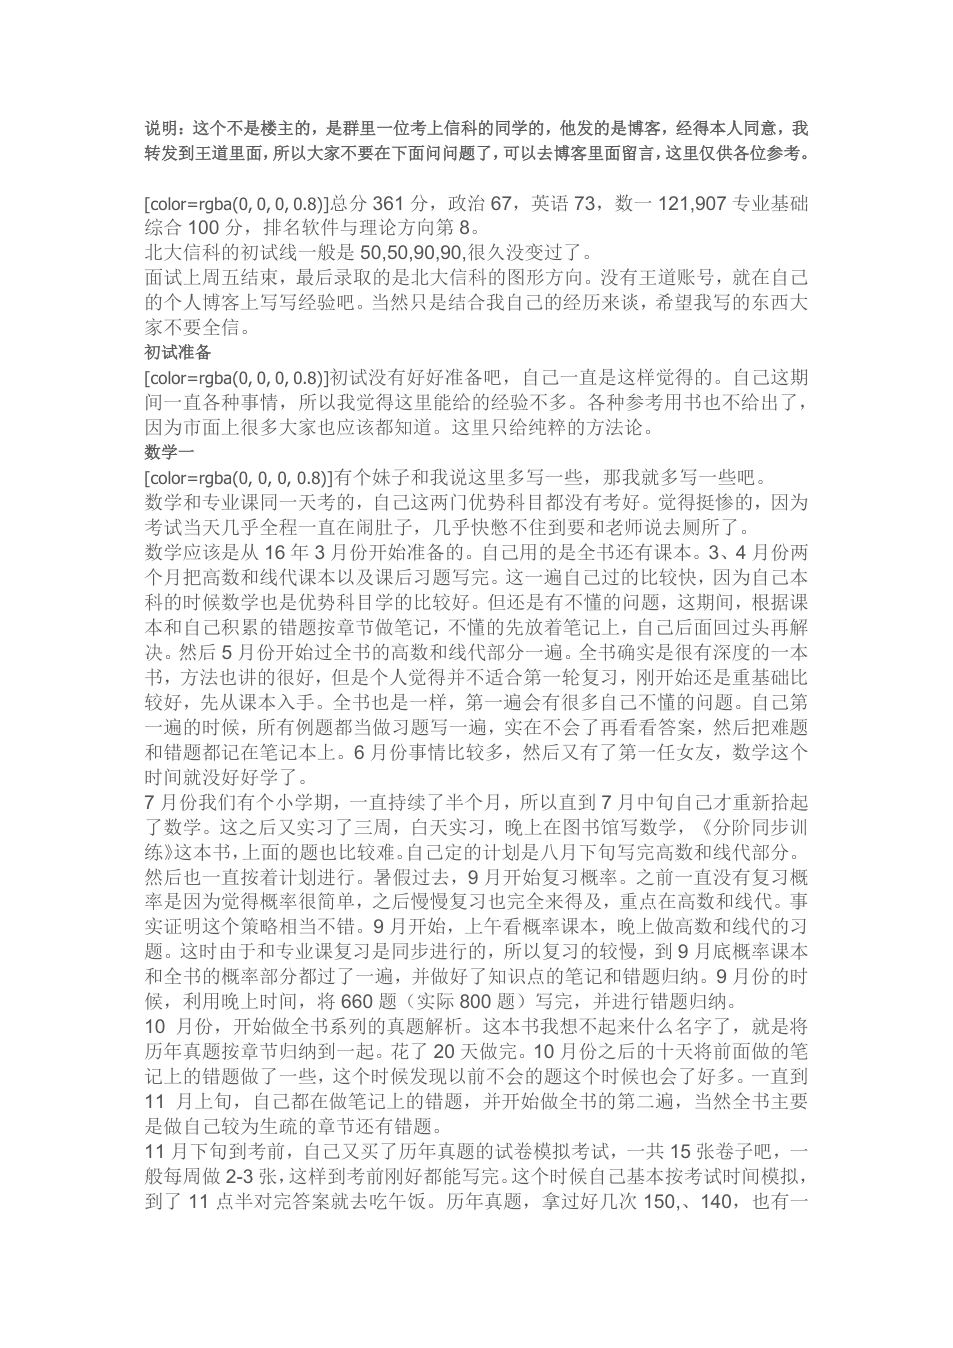 说明：这个不是楼主的，是群里一位考上信科的同学的，他发的是博客，经得本人同意，我
转发到王道里面，所以大家不要在下面问问题了，可以去博客里面留言，这里仅供各位参考。
[color=rgba(0, 0, 0, 0.8)]总分 361 分，政治 67，英语 73，数一 121,907 专业基础
综合 100 分，排名软件与理论方向第 8。
北大信科的初试线一般是 50,50,90,90,很久没变过了。
面试上周五结束，最后录取的是北大信科的图形方向。没有王道账号，就在自己
的个人博客上写写经验吧。当然只是结合我自己的经历来谈，希望我写的东西大
家不要全信。
初试准备
[color=rgba(0, 0, 0, 0.8)]初试没有好好准备吧，自己一直是这样觉得的。自己这期
间一直各种事情，所以我觉得这里能给的经验不多。各种参考用书也不给出了，
因为市面上很多大家也应该都知道。这里只给纯粹的方法论。
数学一
[color=rgba(0, 0, 0, 0.8)]有个妹子和我说这里多写一些，那我就多写一些吧。
数学和专业课同一天考的，自己这两门优势科目都没有考好。觉得挺惨的，因为
考试当天几乎全程一直在闹肚子，几乎快憋不住到要和老师说去厕所了。
数学应该是从 16 年 3 月份开始准备的。自己用的是全书还有课本。3、4 月份两
个月把高数和线代课本以及课后习题写完。这一遍自己过的比较快，因为自己本
科的时候数学也是优势科目学的比较好。但还是有不懂的问题，这期间，根据课
本和自己积累的错题按章节做笔记，不懂的先放着笔记上，自己后面回过头再解
决。然后 5 月份开始过全书的高数和线代部分一遍。全书确实是很有深度的一本
书，方法也讲的很好，但是个人觉得并不适合第一轮复习，刚开始还是重基础比
较好，先从课本入手。全书也是一样，第一遍会有很多自己不懂的问题。自己第
一遍的时候，所有例题都当做习题写一遍，实在不会了再看看答案，然后把难题
和错题都记在笔记本上。6 月份事情比较多，然后又有了第一任女友，数学这个
时间就没好好学了。
7 月份我们有个小学期，一直持续了半个月，所以直到 7 月中旬自己才重新拾起
了数学。这之后又实习了三周，白天实习，晚上在图书馆写数学，《分阶同步训
练》这本书，上面的题也比较难。自己定的计划是八月下旬写完高数和线代部分。
然后也一直按着计划进行。暑假过去，9 月开始复习概率。之前一直没有复习概
率是因为觉得概率很简单，之后慢慢复习也完全来得及，重点在高数和线代。事
实证明这个策略相当不错。9 月开始，上午看概率课本，晚上做高数和线代的习
题。这时由于和专业课复习是同步进行的，所以复习的较慢，到 9 月底概率课本
和全书的概率部分都过了一遍，并做好了知识点的笔记和错题归纳。9 月份的时
候，利用晚上时间，将 660 题（实际 800 题）写完，并进行错题归纳。
10 月份，开始做全书系列的真题解析。这本书我想不起来什么名字了，就是将
历年真题按章节归纳到一起。花了 20 天做完。10 月份之后的十天将前面做的笔
记上的错题做了一些，这个时候发现以前不会的题这个时候也会了好多。一直到
11 月上旬，自己都在做笔记上的错题，并开始做全书的第二遍，当然全书主要
是做自己较为生疏的章节还有错题。
11 月下旬到考前，自己又买了历年真题的试卷模拟考试，一共 15 张卷子吧，一
般每周做 2-3 张，这样到考前刚好都能写完。这个时候自己基本按考试时间模拟，
到了 11 点半对完答案就去吃午饭。历年真题，拿过好几次 150,、140，也有一